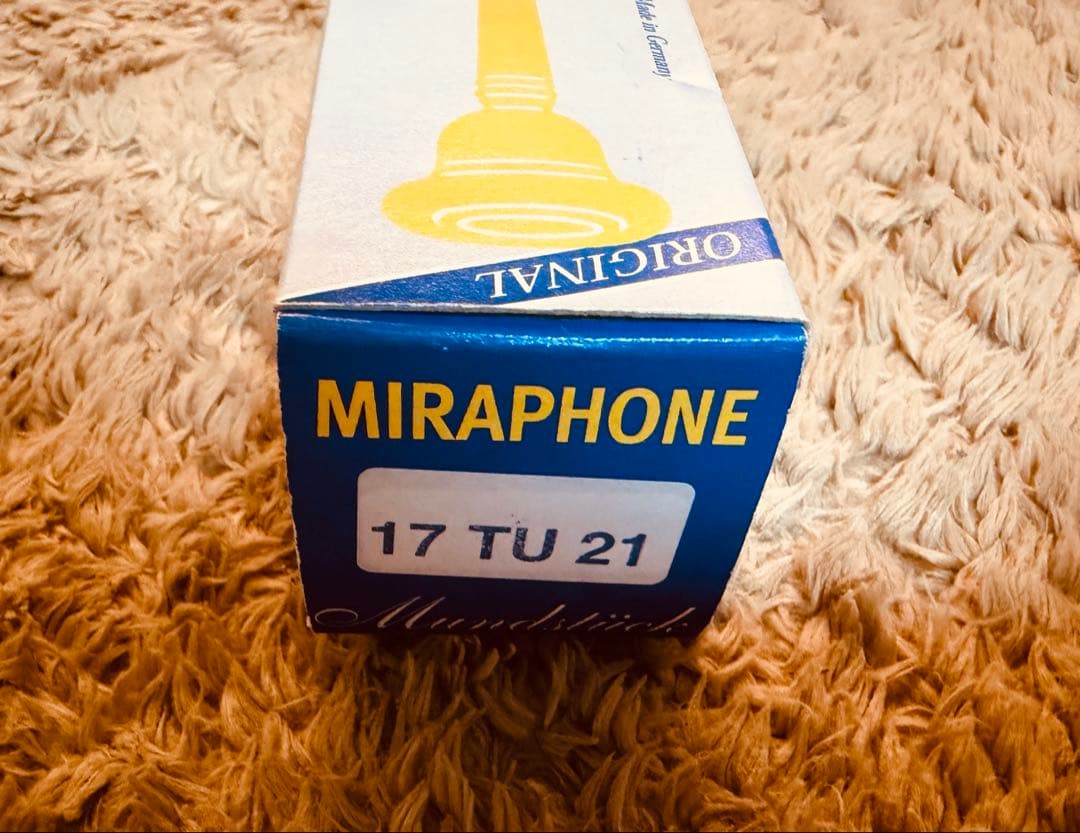 Made in Germany
ORIGINAL
MIRAPHONE
17 TU 21
Mundstück